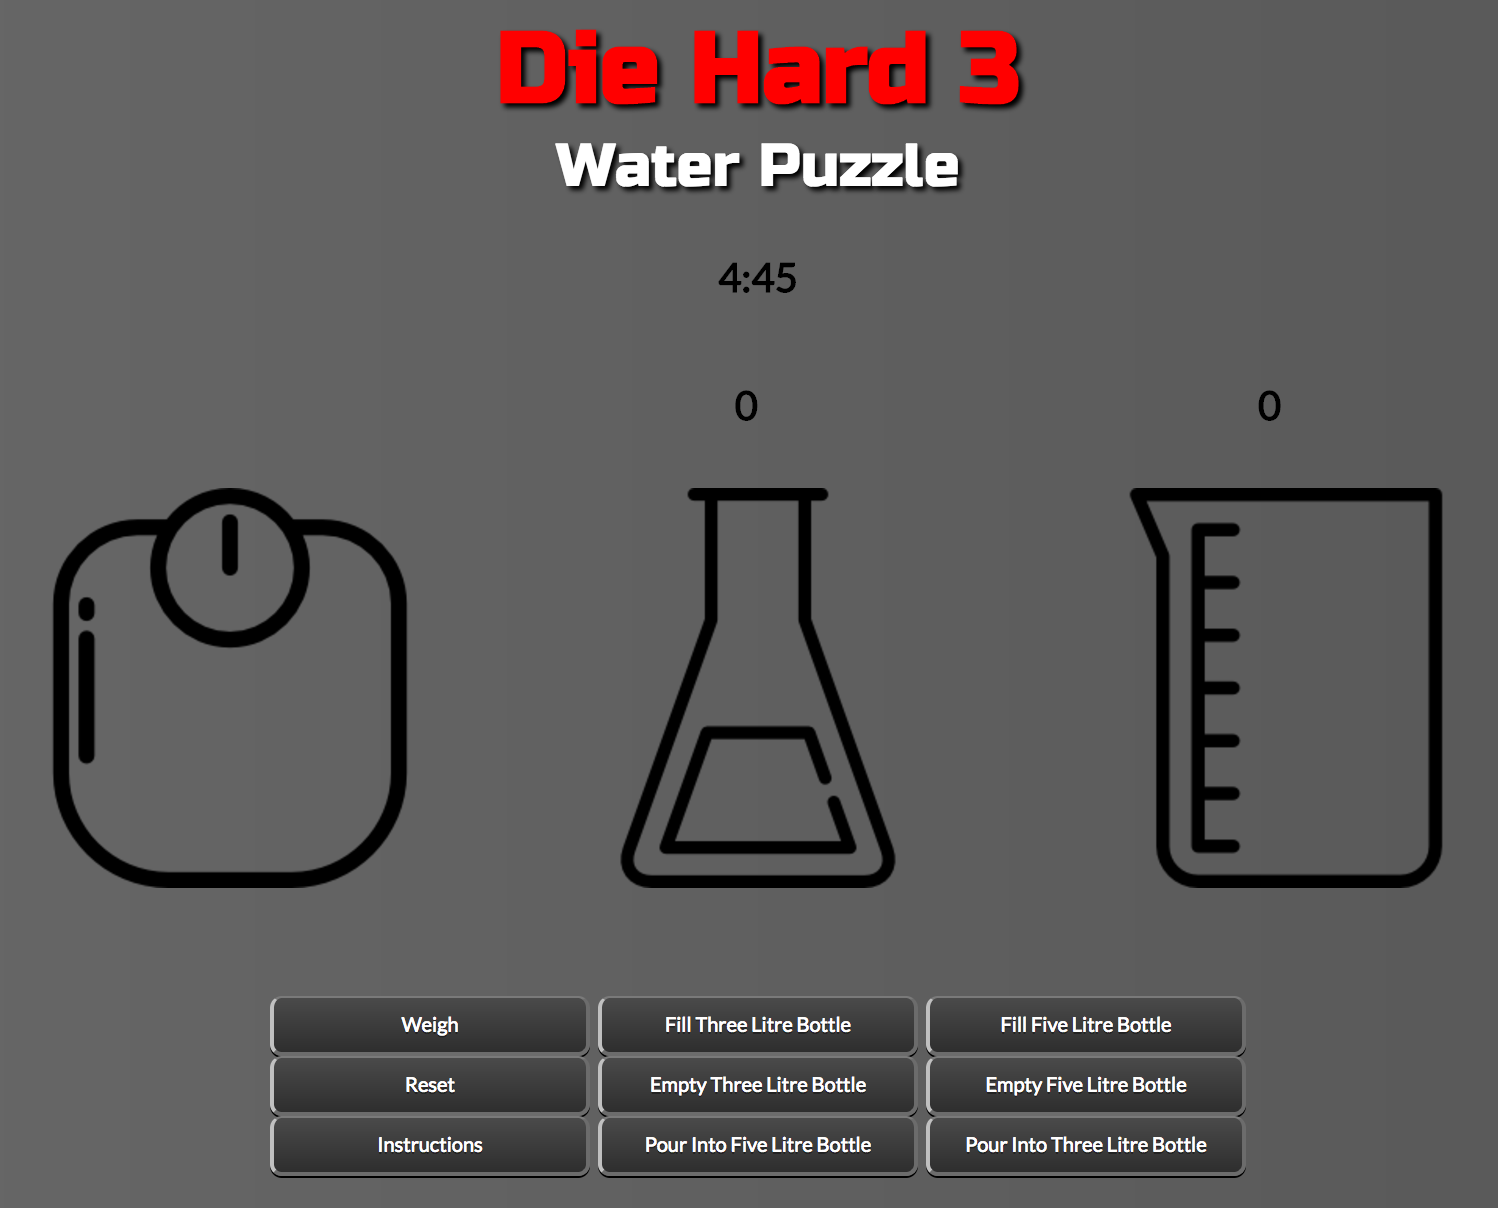 Die Hard 3
Water Puzzle
4:45
0 0
Weigh Fill Three Litre Bottle Fill Five Litre Bottle
Reset Empty Three Litre Bottle Empty Five Litre Bottle
Instructions Pour Into Five Litre Bottle Pour Into Three Litre Bottle